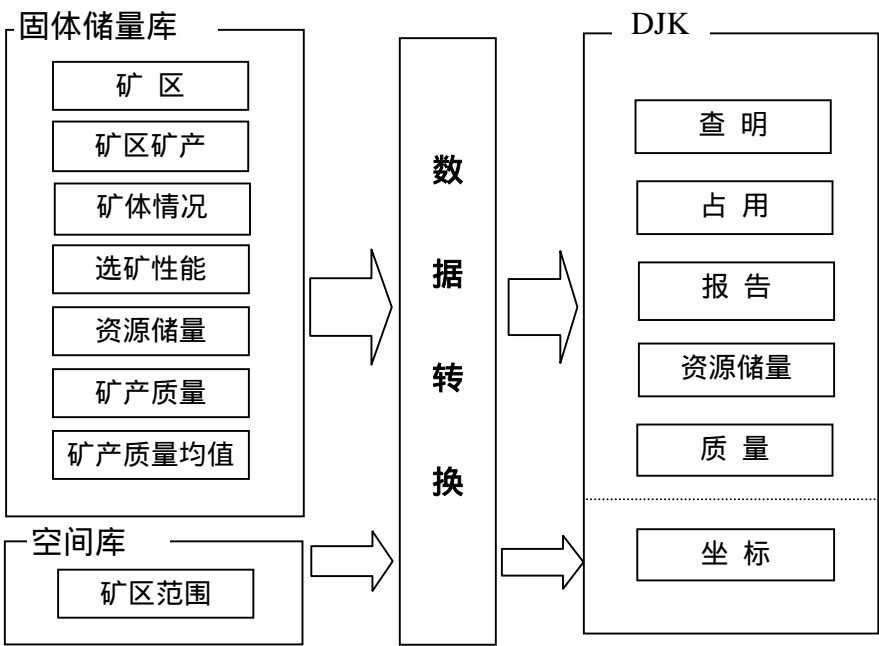 固体储量库
矿 区
矿区矿产
矿体情况
选矿性能
资源储量
矿产质量
矿产质量均值
空间库
矿区范围
数
据
转
换
DJK
查 明
占 用
报 告
资源储量
质 量
坐 标